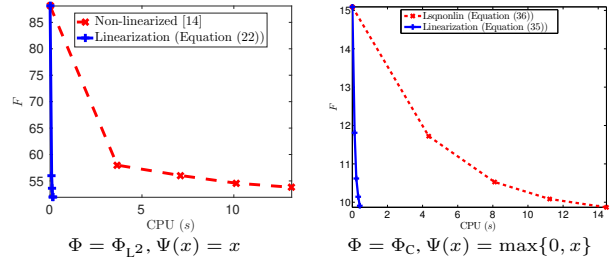 85
80
75
70
65
60
55
F
Non-linearized [14]
Linearization (Equation (22))
0
5
10
CPU (s)
Φ = Φ_L², Ψ(x) = x
15
14
13
12
11
10
F
Lsqnonlin (Equation (36))
Linearization (Equation (35))
0
2
4
6
8
10
12
14
CPU (s)
Φ = Φ_C, Ψ(x) = max{0, x}